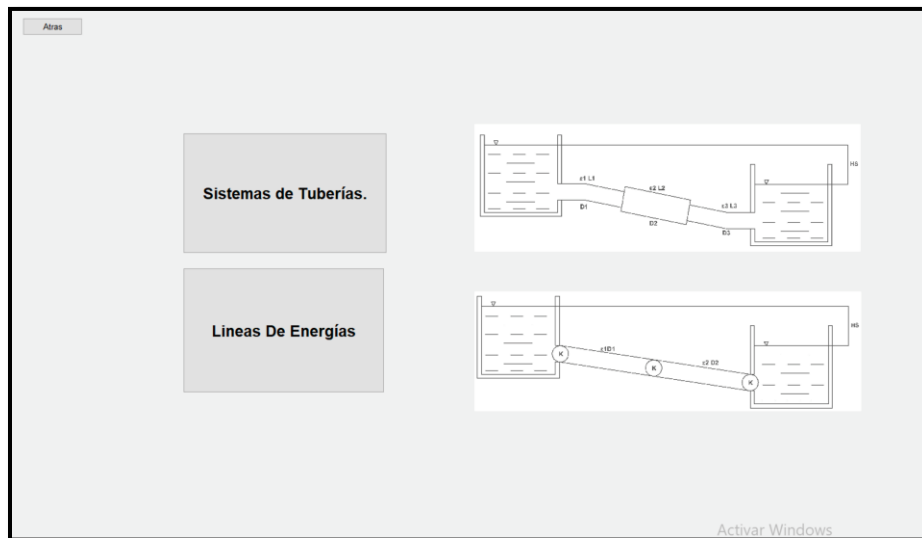 Atras
Sistemas de Tuberías.
ε1 L1
ε2 L2
ε3 L3
D1
D2
D3
HS
Lineas De Energías
ε1D1
ε2 D2
K
K
K
HS
Activar Windows